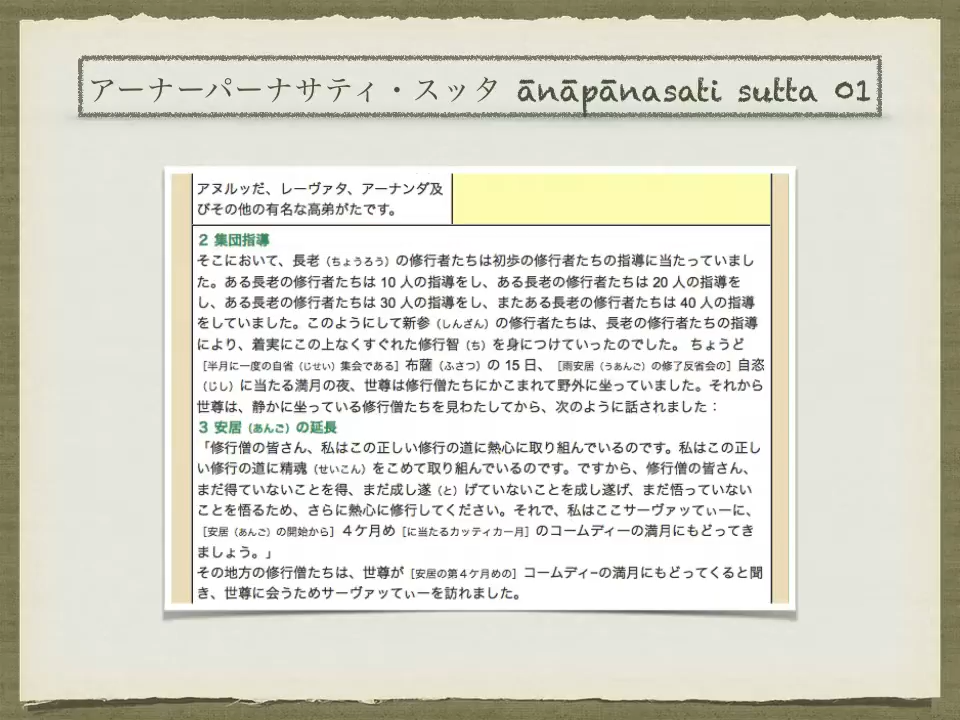 アーナーパーナサティ・スッタ ānāpānasati sutta 01
アヌルッだ、レーヴァタ、アーナンダ及
びその他の有名な高弟がたです。
2 集団指導
そこにおいて、長老（ちょうろう）の修行者たちは初歩の修行者たちの指導に当たっていまし
た。ある長老の修行者たちは 10 人の指導をし、ある長老の修行者たちは 20 人の指導を
し、ある長老の修行者たちは 30 人の指導をし、またある長老の修行者たちは 40 人の指導
をしていました。このようにして新参（しんざん）の修行者たちは、長老の修行者たちの指導
により、着実にこの上なくすぐれた修行智（ち）を身につけていったのでした。 ちょうど
［半月に一度の自省（じせい）集会である］布薩（ふさつ）の 15 日、［雨安居（うあんご）の修了反省会の］自恣
（じし）に当たる満月の夜、世尊は修行僧たちにかこまれて野外に坐っていました。それから
世尊は、静かに坐っている修行僧たちを見わたしてから、次のように話されました：
3 安居（あんご）の延長
「修行僧の皆さん、私はこの正しい修行の道に熱心に取り組んでいるのです。私はこの正し
い修行の道に精魂（せいこん）をこめて取り組んでいるのです。ですから、修行僧の皆さん、
まだ得ていないことを得、まだ成し遂（と）げていないことを成し遂げ、まだ悟っていない
ことを悟るため、さらに熱心に修行してください。それで、私はここサーヴァッてぃーに、
［安居（あんご）の開始から］４ケ月め［に当たるカッティカー月］のコームディーの満月にもどってき
ましょう。」
その地方の修行僧たちは、世尊が［安居の第４ケ月めの］コームディーの満月にもどってくると聞
き、世尊に会うためサーヴァッてぃーを訪れました。